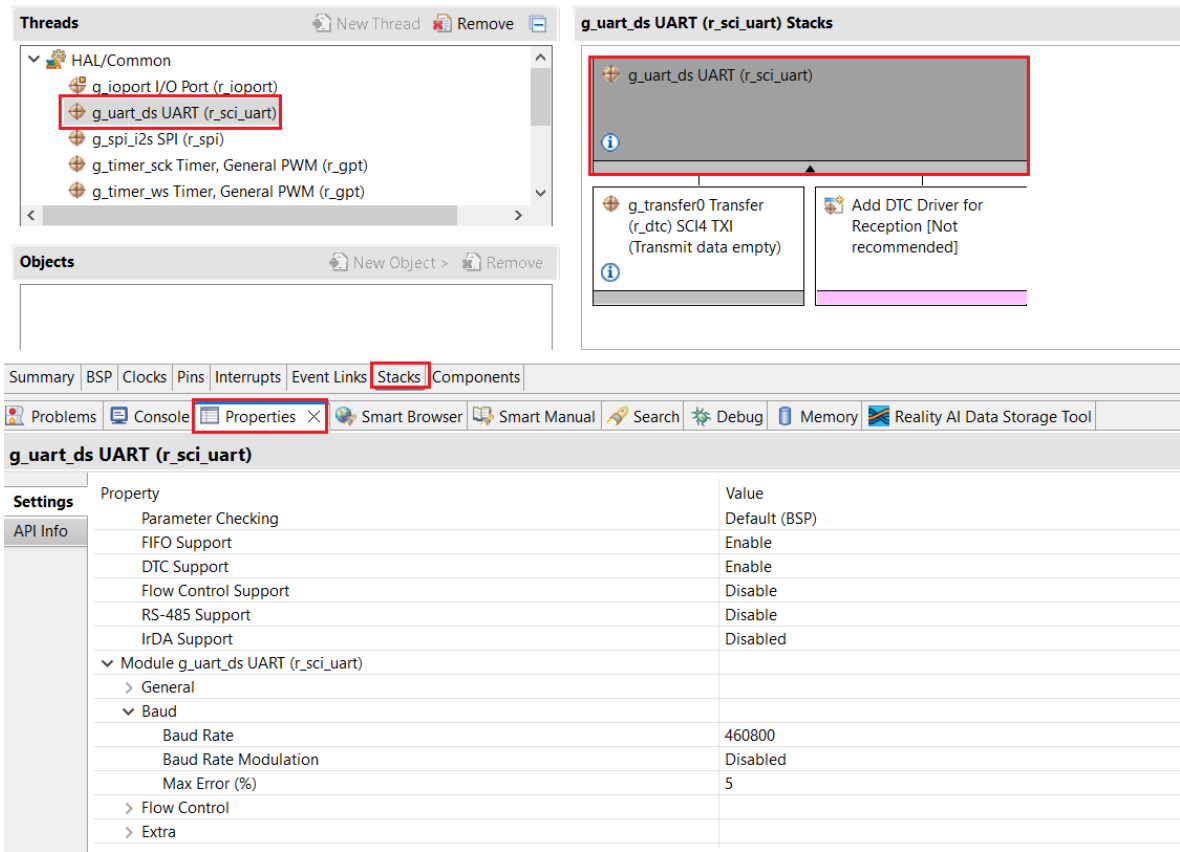 Threads
New Thread Remove
HAL/Common
g_ioport I/O Port (r_ioport)
g_uart_ds UART (r_sci_uart)
g_spi_i2s SPI (r_spi)
g_timer_sck Timer, General PWM (r_gpt)
g_timer_ws Timer, General PWM (r_gpt)
Objects
New Object > Remove
g_uart_ds UART (r_sci_uart) Stacks
g_uart_ds UART (r_sci_uart)
g_transfer0 Transfer
(r_dtc) SCI4 TXI
(Transmit data empty)
Add DTC Driver for
Reception [Not
recommended]
Summary BSP Clocks Pins Interrupts Event Links Stacks Components
Problems Console Properties Smart Browser Smart Manual Search Debug Memory Reality AI Data Storage Tool
g_uart_ds UART (r_sci_uart)
Settings
API Info
Property Value
Parameter Checking Default (BSP)
FIFO Support Enable
DTC Support Enable
Flow Control Support Disable
RS-485 Support Disable
IrDA Support Disabled
Module g_uart_ds UART (r_sci_uart)
General
Baud
Baud Rate 460800
Baud Rate Modulation Disabled
Max Error (%) 5
Flow Control
Extra